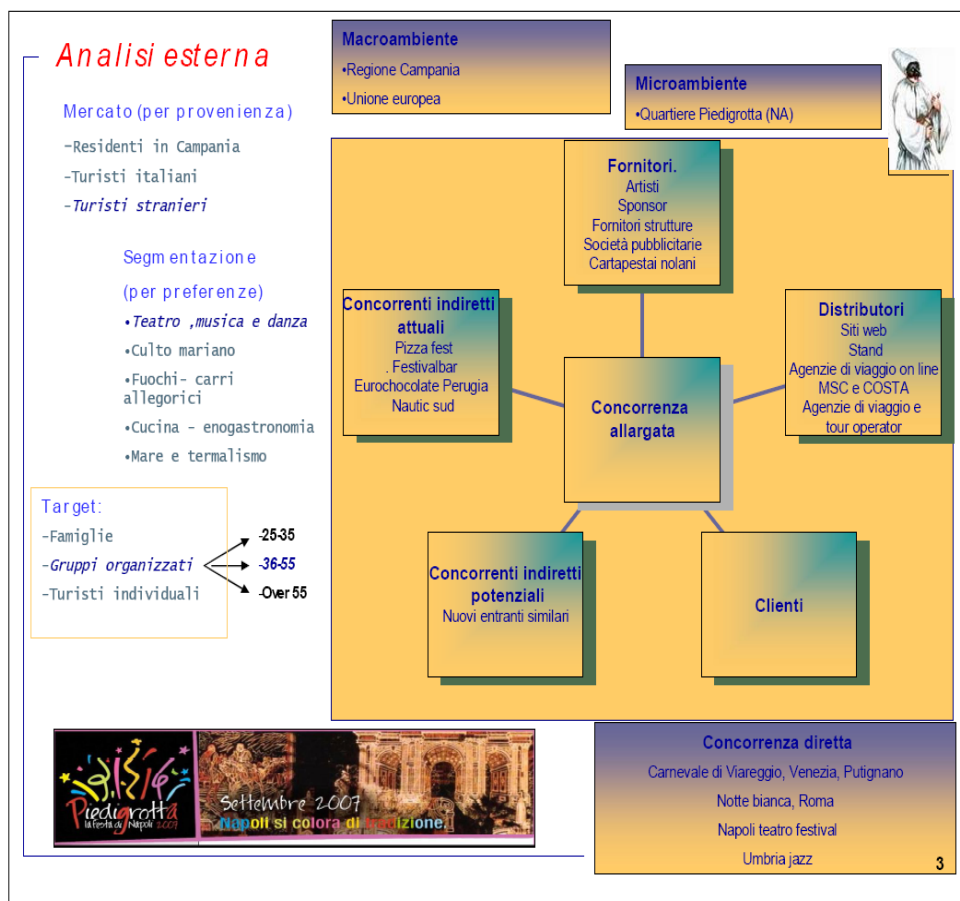 Analisi esterna
Mercato (per provenienza)
-Residenti in Campania
-Turisti italiani
-Turisti stranieri
Segmentazione
(per preferenze)
•Teatro ,musica e danza
•Culto mariano
•Fuochi- carri
allegorici
•Cucina - enogastronomia
•Mare e termalismo
Target:
-Famiglie
-Gruppi organizzati
-Turisti individuali
-25-35
-36-55
-Over 55
Macroambiente
•Regione Campania
•Unione europea
Microambiente
•Quartiere Piedigrotta (NA)
Fornitori.
Artisti
Sponsor
Fornitori strutture
Società pubblicitarie
Cartapestai nolani
Concorrenti indiretti
attuali
Pizza fest
. Festivalbar
Eurochocolate Perugia
Nautic sud
Concorrenza
allargata
Distributori
Siti web
Stand
Agenzie di viaggio on line
MSC e COSTA
Agenzie di viaggio e
tour operator
Concorrenti indiretti
potenziali
Nuovi entranti similari
Clienti
Piedigrotta
la festa di Napoli 2007
Settembre 2007
Napoli si colora di tradizione.
Concorrenza diretta
Carnevale di Viareggio, Venezia, Putignano
Notte bianca, Roma
Napoli teatro festival
Umbria jazz
3